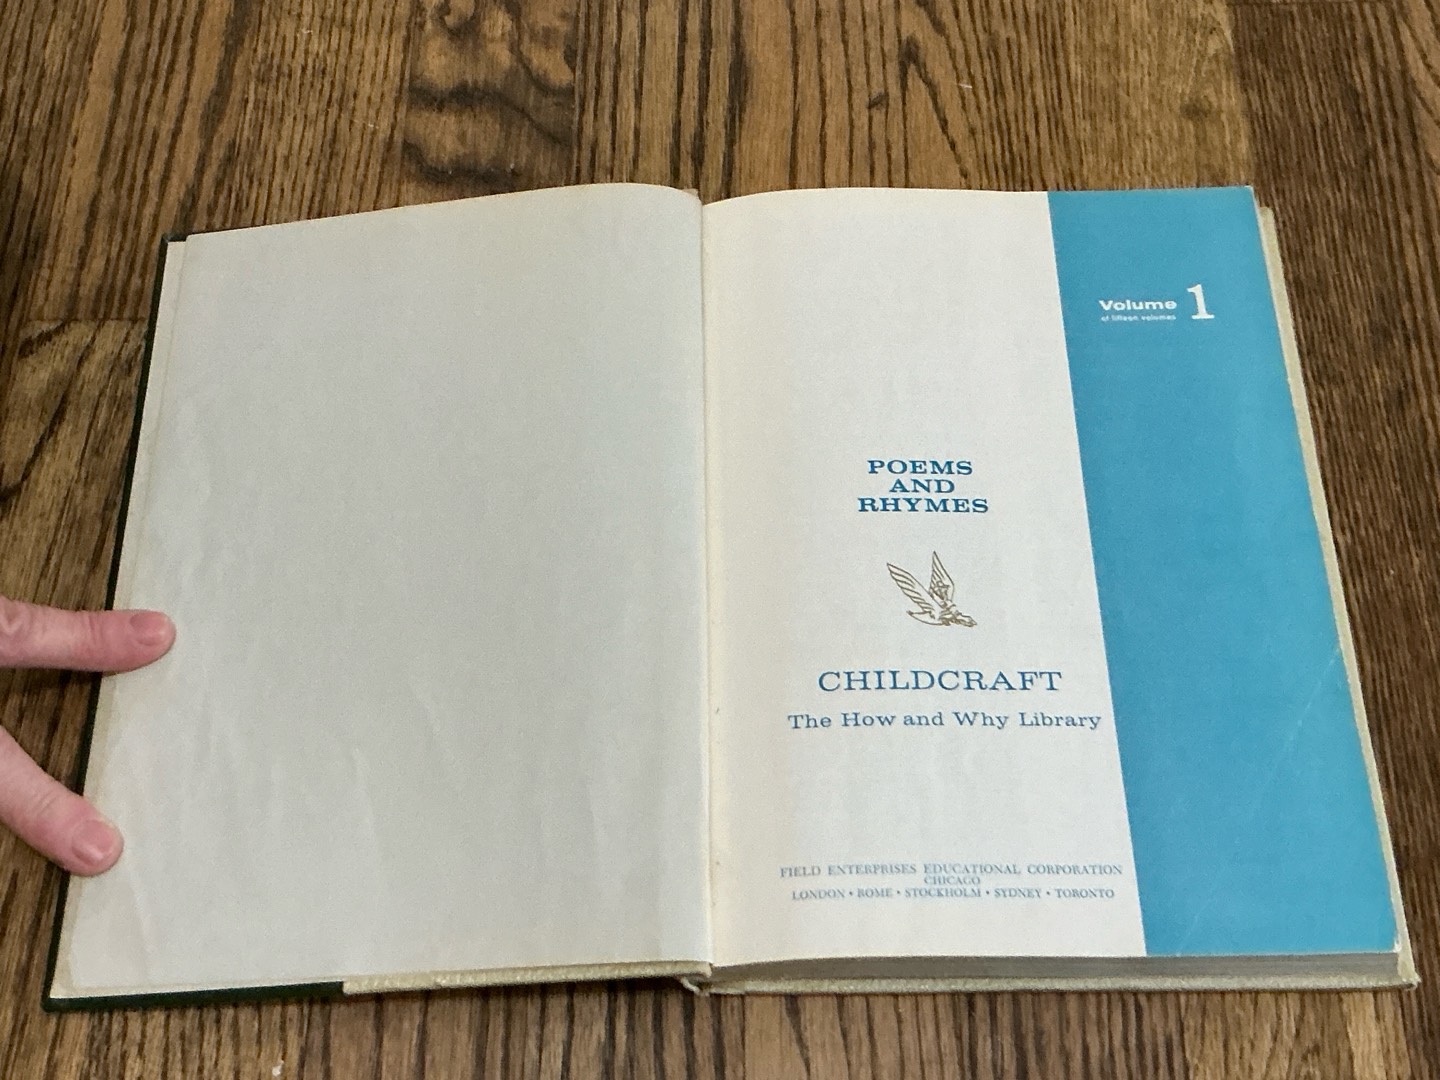 Volume 1
of fifteen volumes
POEMS
AND
RHYMES
CHILDCRAFT
The How and Why Library
FIELD ENTERPRISES EDUCATIONAL CORPORATION
CHICAGO
LONDON • ROME • STOCKHOLM • SYDNEY • TORONTO